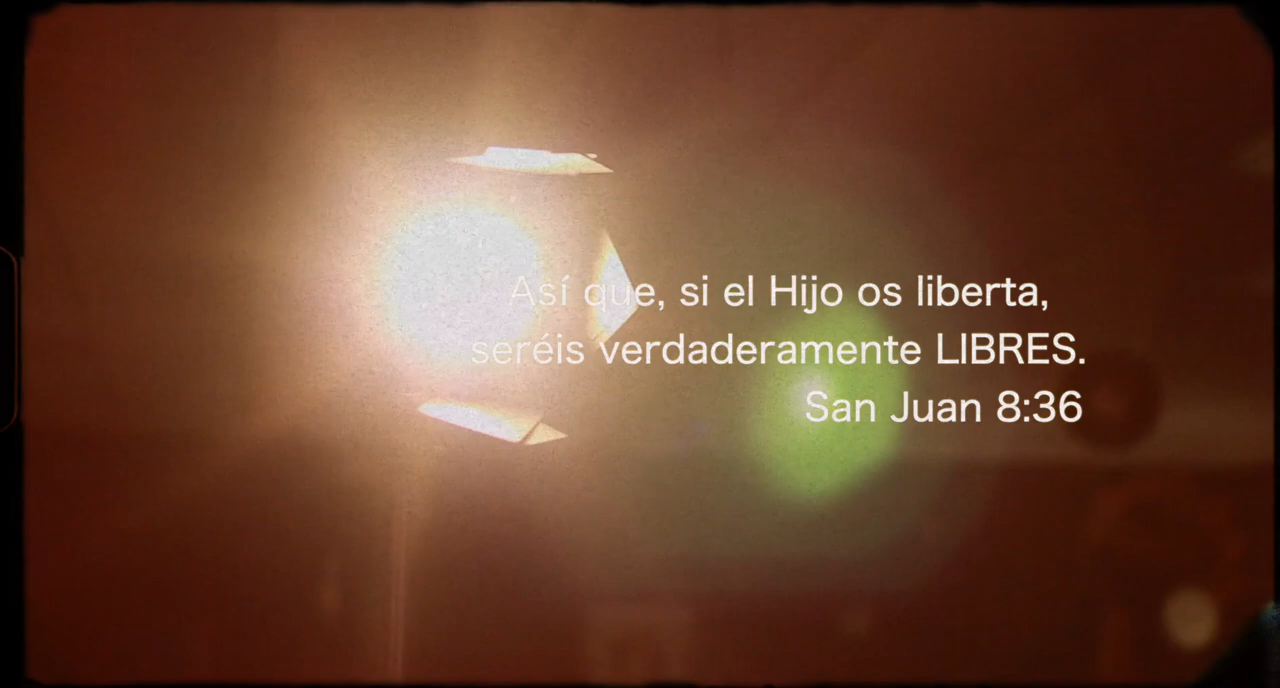 Así que, si el Hijo os liberta,
seréis verdaderamente LIBRES.
San Juan 8:36